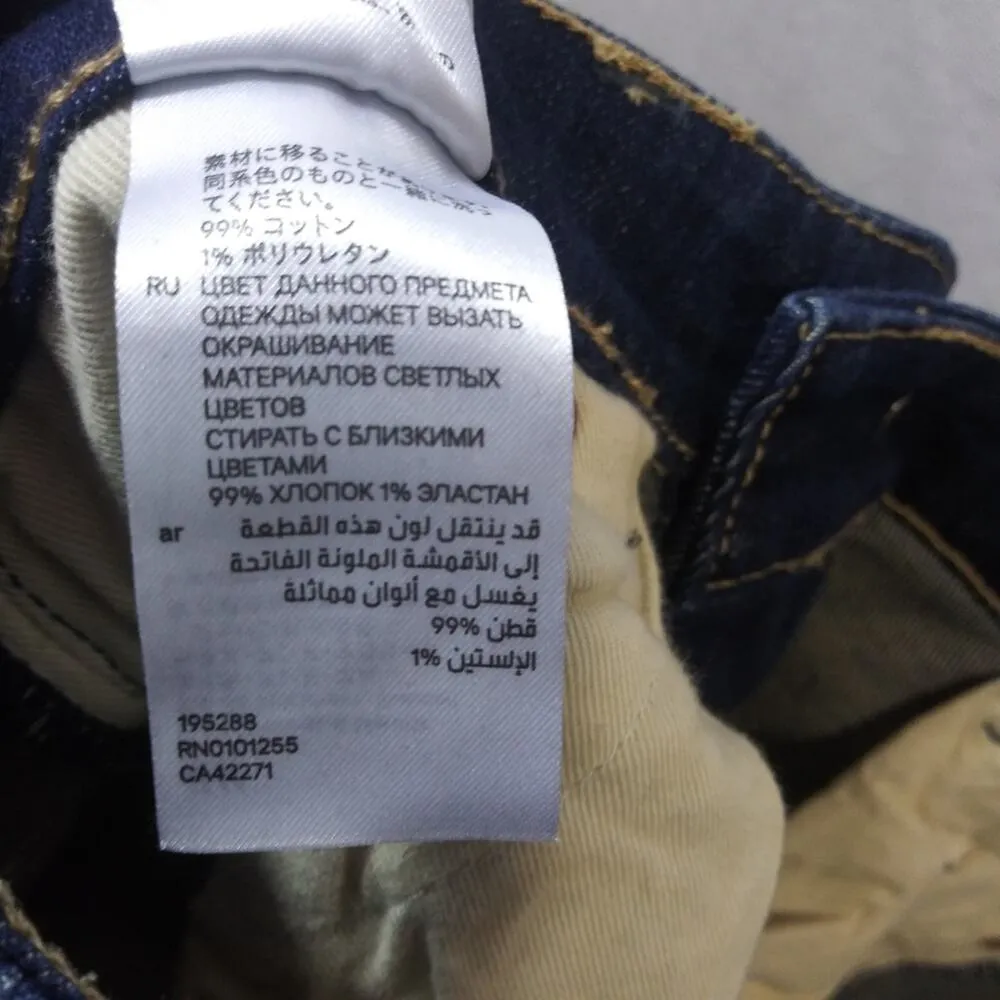 素材に移ることが
同系色のものと一緒に洗っ
てください。
99% コットン
1% ポリウレタン
RU ЦВЕТ ДАННОГО ПРЕДМЕТА
ОДЕЖДЫ МОЖЕТ ВЫЗАТЬ
ОКРАШИВАНИЕ
МАТЕРИАЛОВ СВЕТЛЫХ
ЦВЕТОВ
СТИРАТЬ С БЛИЗКИМИ
ЦВЕТАМИ
99% ХЛОПОК 1% ЭЛАСТАН
ar قد ينتقل لون هذه القطعة
إلى الأقمشة الملونة الفاتحة
يغسل مع ألوان مماثلة
قطن %99
الإلستين %1
195288
RN0101255
CA42271